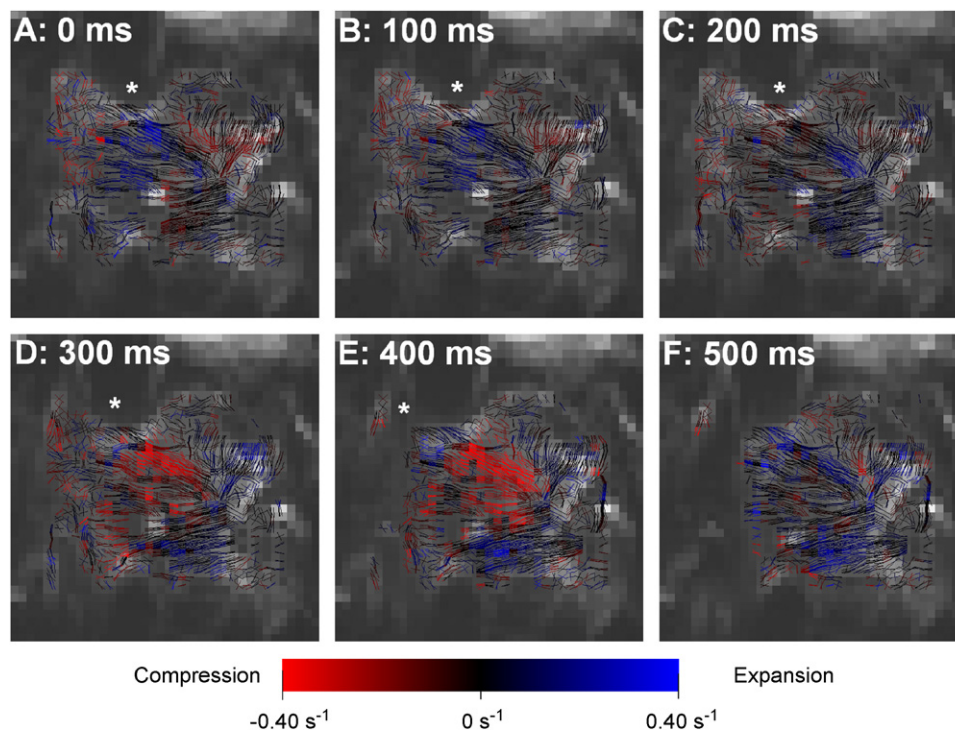 A: 0 ms
B: 100 ms
C: 200 ms
*
*
*
D: 300 ms
E: 400 ms
F: 500 ms
*
*
Compression
Expansion
-0.40 s-1
0 s-1
0.40 s-1